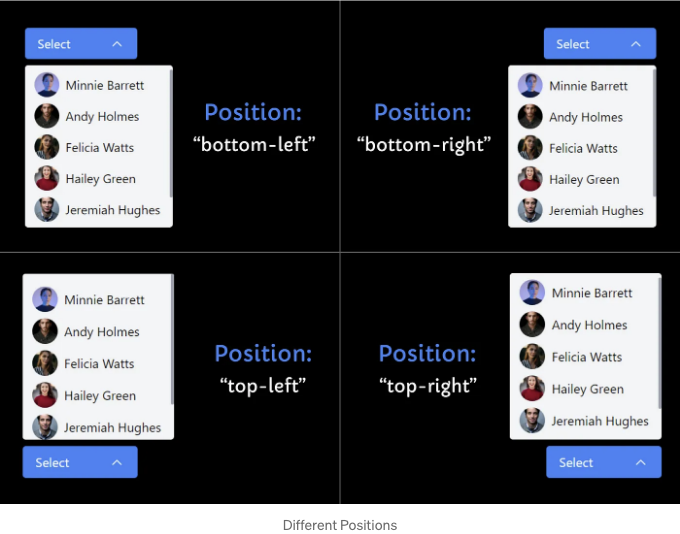 Select
Minnie Barrett
Andy Holmes
Felicia Watts
Hailey Green
Jeremiah Hughes
Position:
“bottom-left”
Select
Position:
“bottom-right”
Minnie Barrett
Andy Holmes
Felicia Watts
Hailey Green
Jeremiah Hughes
Minnie Barrett
Andy Holmes
Felicia Watts
Hailey Green
Jeremiah Hughes
Select
Position:
“top-left”
Position:
“top-right”
Minnie Barrett
Andy Holmes
Felicia Watts
Hailey Green
Jeremiah Hughes
Select
Different Positions